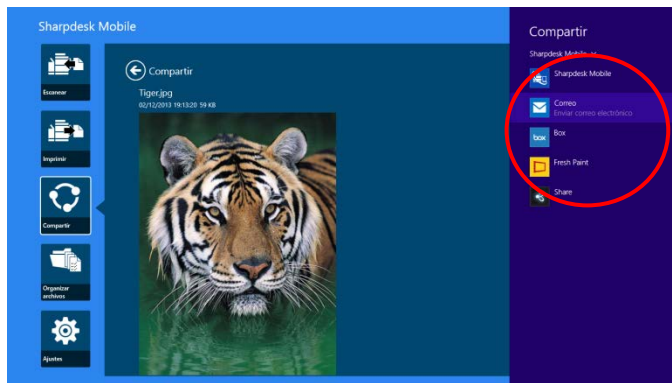 Sharpdesk Mobile
Escanear
Imprimir
Compartir
Organizar
archivos
Ajustes
Compartir
Tiger.jpg
02/12/2013 19:13:20 59 KB
Compartir
Sharpdesk Mobile
Sharpdesk Mobile
Correo
Enviar correo electrónico
box
Box
Fresh Paint
Share